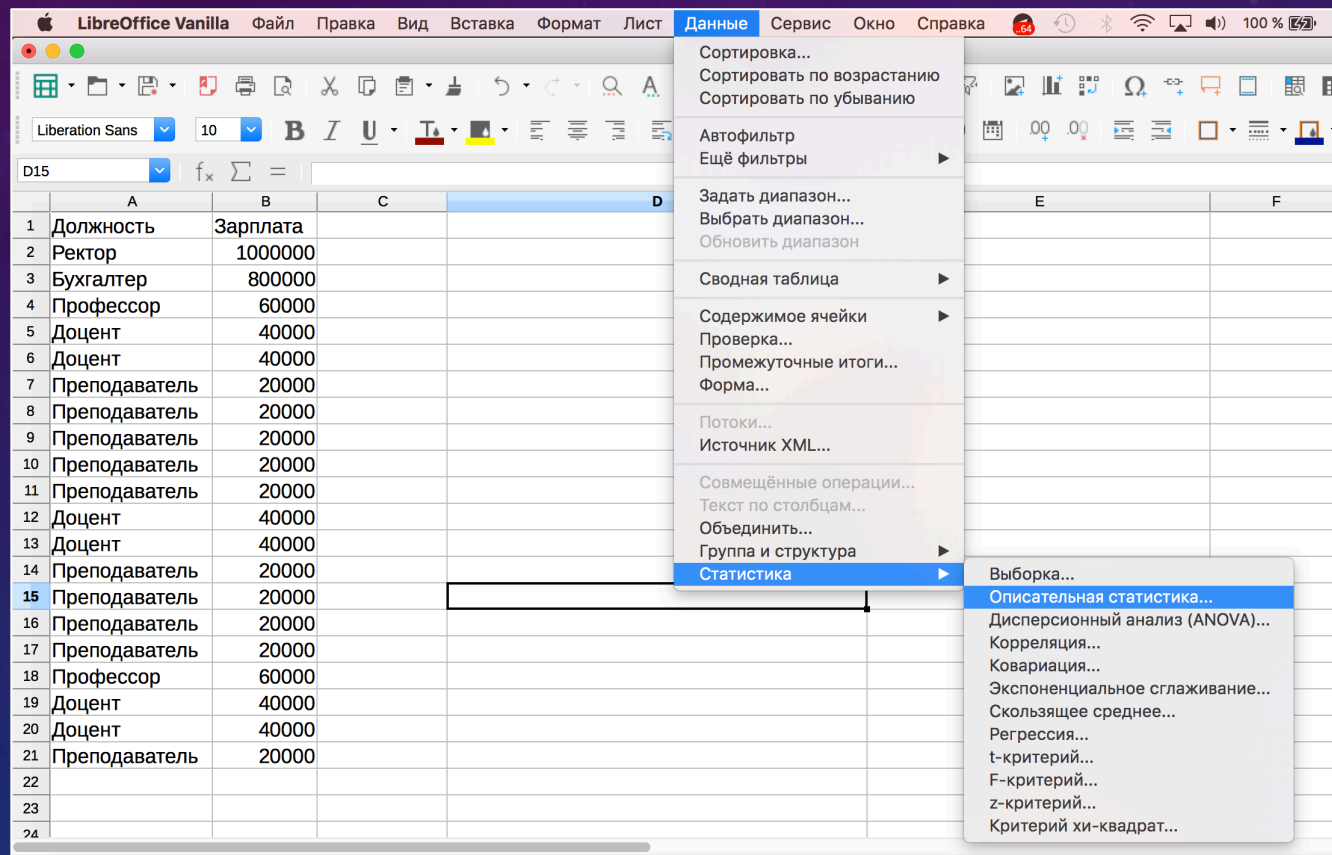 LibreOffice Vanilla Файл Правка Вид Вставка Формат Лист Данные Сервис Окно Справка ..64 100 %
Liberation Sans 10 B I U
D15 fx Σ =
A B C D E F
1 Должность Зарплата
2 Ректор 1000000
3 Бухгалтер 800000
4 Профессор 60000
5 Доцент 40000
6 Доцент 40000
7 Преподаватель 20000
8 Преподаватель 20000
9 Преподаватель 20000
10 Преподаватель 20000
11 Преподаватель 20000
12 Доцент 40000
13 Доцент 40000
14 Преподаватель 20000
15 Преподаватель 20000
16 Преподаватель 20000
17 Преподаватель 20000
18 Профессор 60000
19 Доцент 40000
20 Доцент 40000
21 Преподаватель 20000
22
23
24
Сортировка...
Сортировать по возрастанию
Сортировать по убыванию
Автофильтр
Ещё фильтры
Задать диапазон...
Выбрать диапазон...
Обновить диапазон
Сводная таблица
Содержимое ячейки
Проверка...
Промежуточные итоги...
Форма...
Потоки...
Источник XML...
Совмещённые операции...
Текст по столбцам...
Объединить...
Группа и структура
Статистика
Выборка...
Описательная статистика...
Дисперсионный анализ (ANOVA)...
Корреляция...
Ковариация...
Экспоненциальное сглаживание...
Скользящее среднее...
Регрессия...
t-критерий...
F-критерий...
z-критерий...
Критерий хи-квадрат...